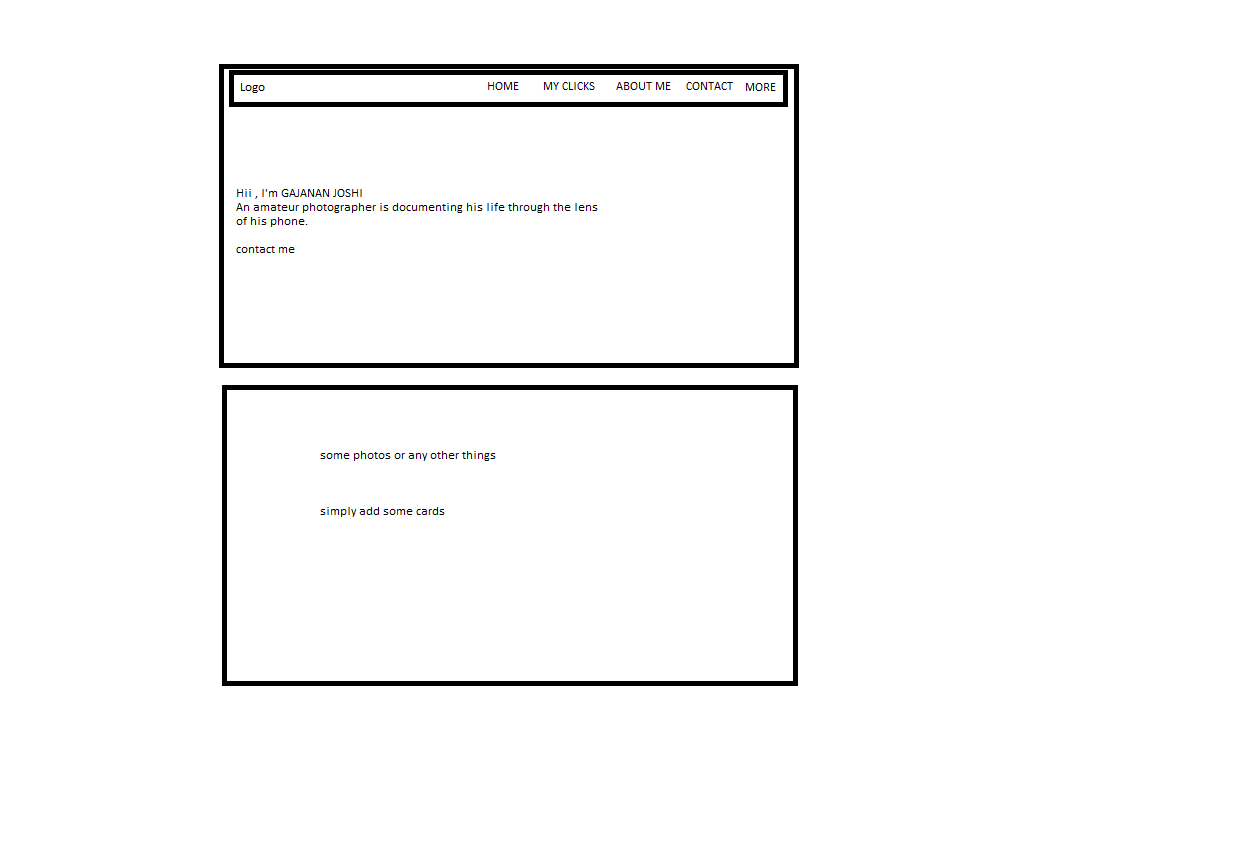 Logo HOME MY CLICKS ABOUT ME CONTACT MORE
Hii , I'm GAJANAN JOSHI
An amateur photographer is documenting his life through the lens
of his phone.
contact me
some photos or any other things
simply add some cards